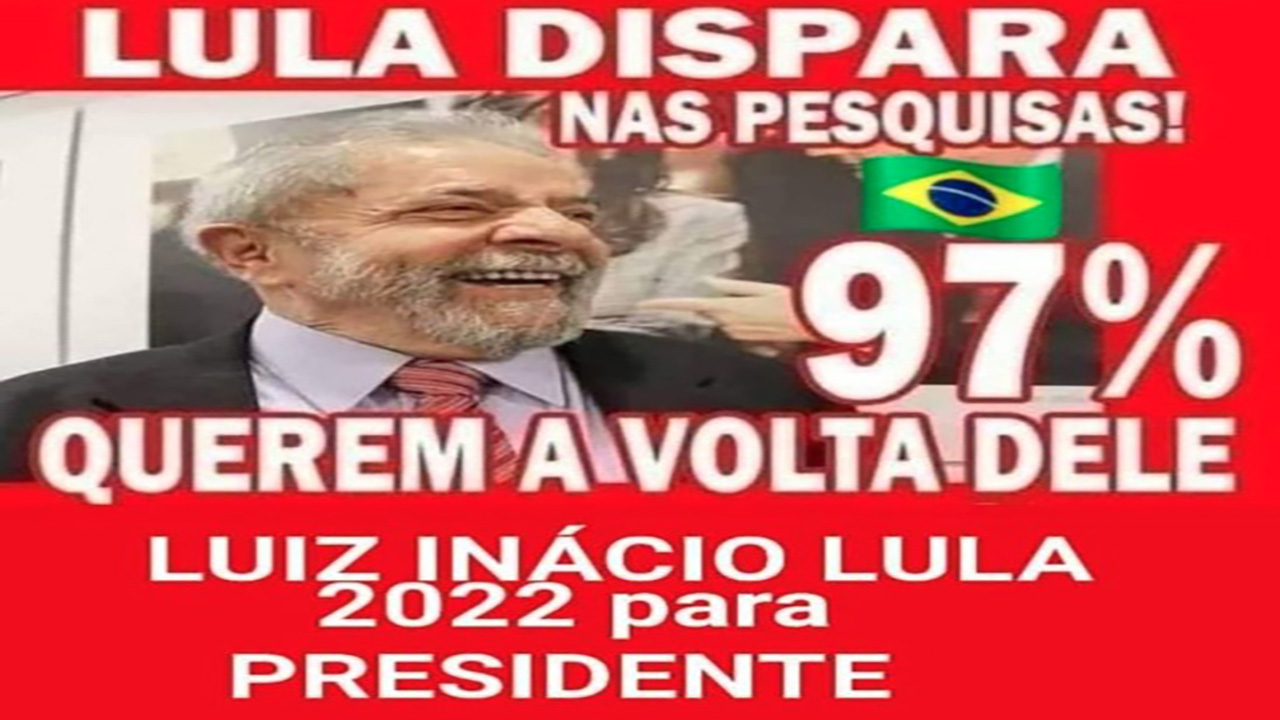 LULA DISPARA
NAS PESQUISAS!
97%
QUEREM A VOLTA DELE
LUIZ INÁCIO LULA
2022 para
PRESIDENTE